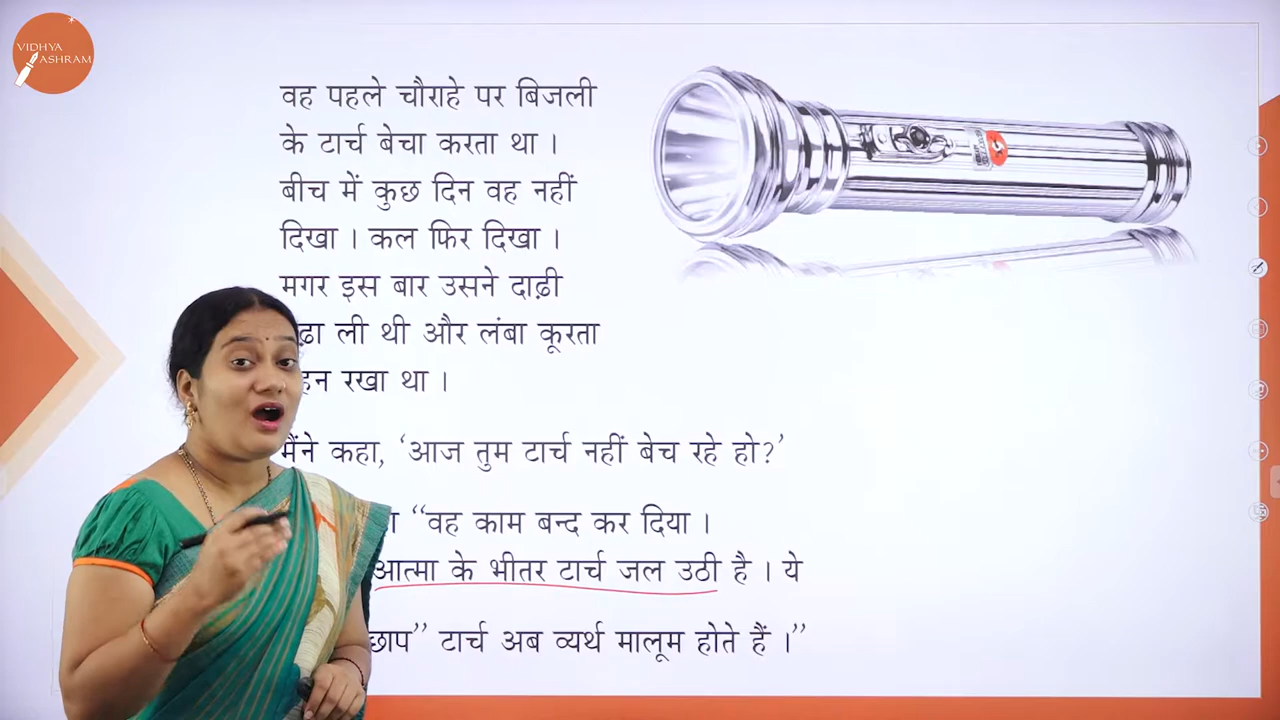 VIDHYA
ASHRAM
वह पहले चौराहे पर बिजली
के टार्च बेचा करता था ।
बीच में कुछ दिन वह नहीं
दिखा । कल फिर दिखा ।
मगर इस बार उसने दाढ़ी
ली थी और लंबा कूरता
रखा था ।
मैंने कहा, ‘आज तुम टार्च नहीं बेच रहे हो?’
“वह काम बन्द कर दिया ।
आत्मा के भीतर टार्च जल उठी है । ये
छाप” टार्च अब व्यर्थ मालूम होते हैं ।”